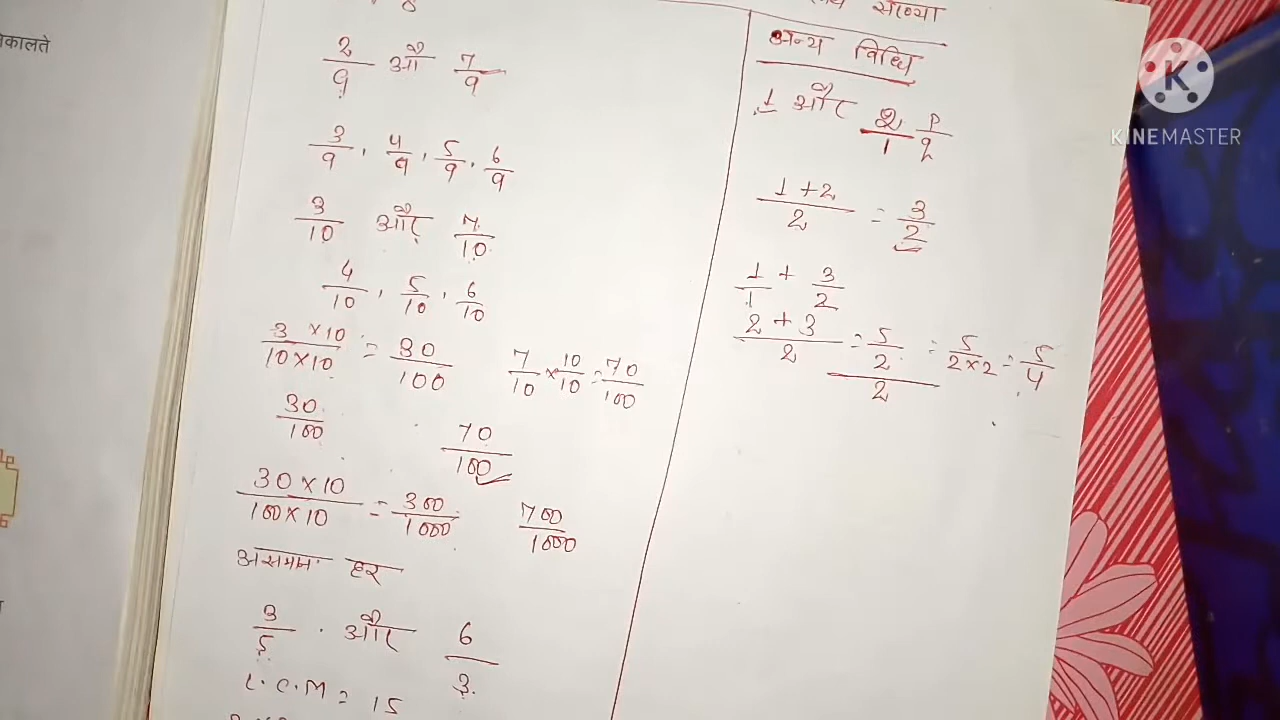 निकालते
8
2/9 और 7/9
3/9, 4/9, 5/9, 6/9
3/10 और 7/10
4/10, 5/10, 6/10
3×10/10×10 = 30/100 7/10 × 10/10 = 70/100
30/100 70/100
30×10/100×10 = 300/1000 700/1000
असमान हर
3/5 . और 6/3
L.C.M = 15
संख्या
अन्य विधि
1 और 2/1 p/q
1+2/2 = 3/2
1/1 + 3/2
2+3/2 = 5/2/2 = 5/2×2 = 5/4
K
KINEMASTER